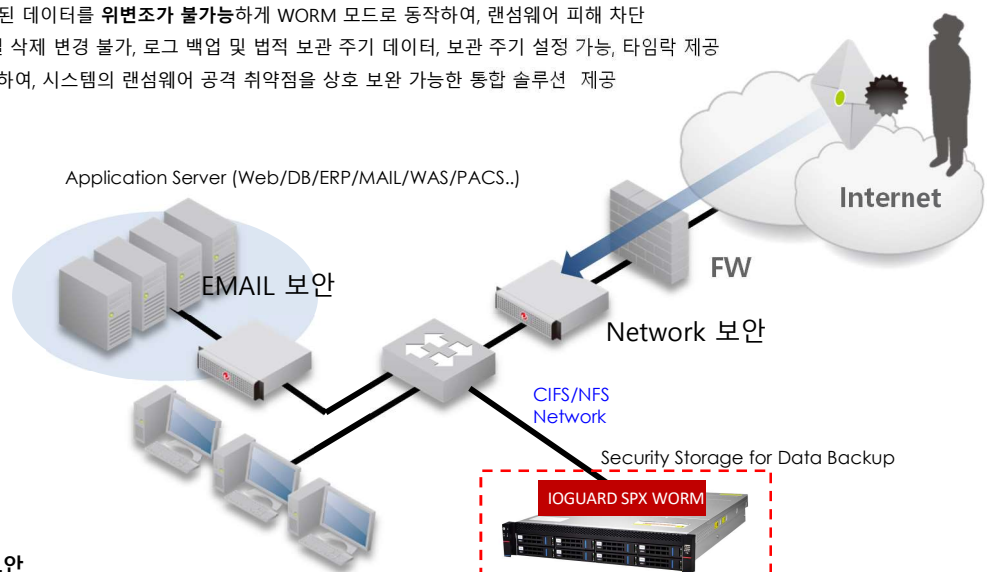 된 데이터를 위변조가 불가능하게 WORM 모드로 동작하여, 랜섬웨어 피해 차단
삭제 변경 불가, 로그 백업 및 법적 보관 주기 데이터, 보관 주기 설정 가능, 타임락 제공
하여, 시스템의 랜섬웨어 공격 취약점을 상호 보완 가능한 통합 솔루션 제공
Application Server (Web/DB/ERP/MAIL/WAS/PACS..)
Internet
EMAIL 보안
FW
Network 보안
CIFS/NFS
Network
Security Storage for Data Backup
IOGUARD SPX WORM
안